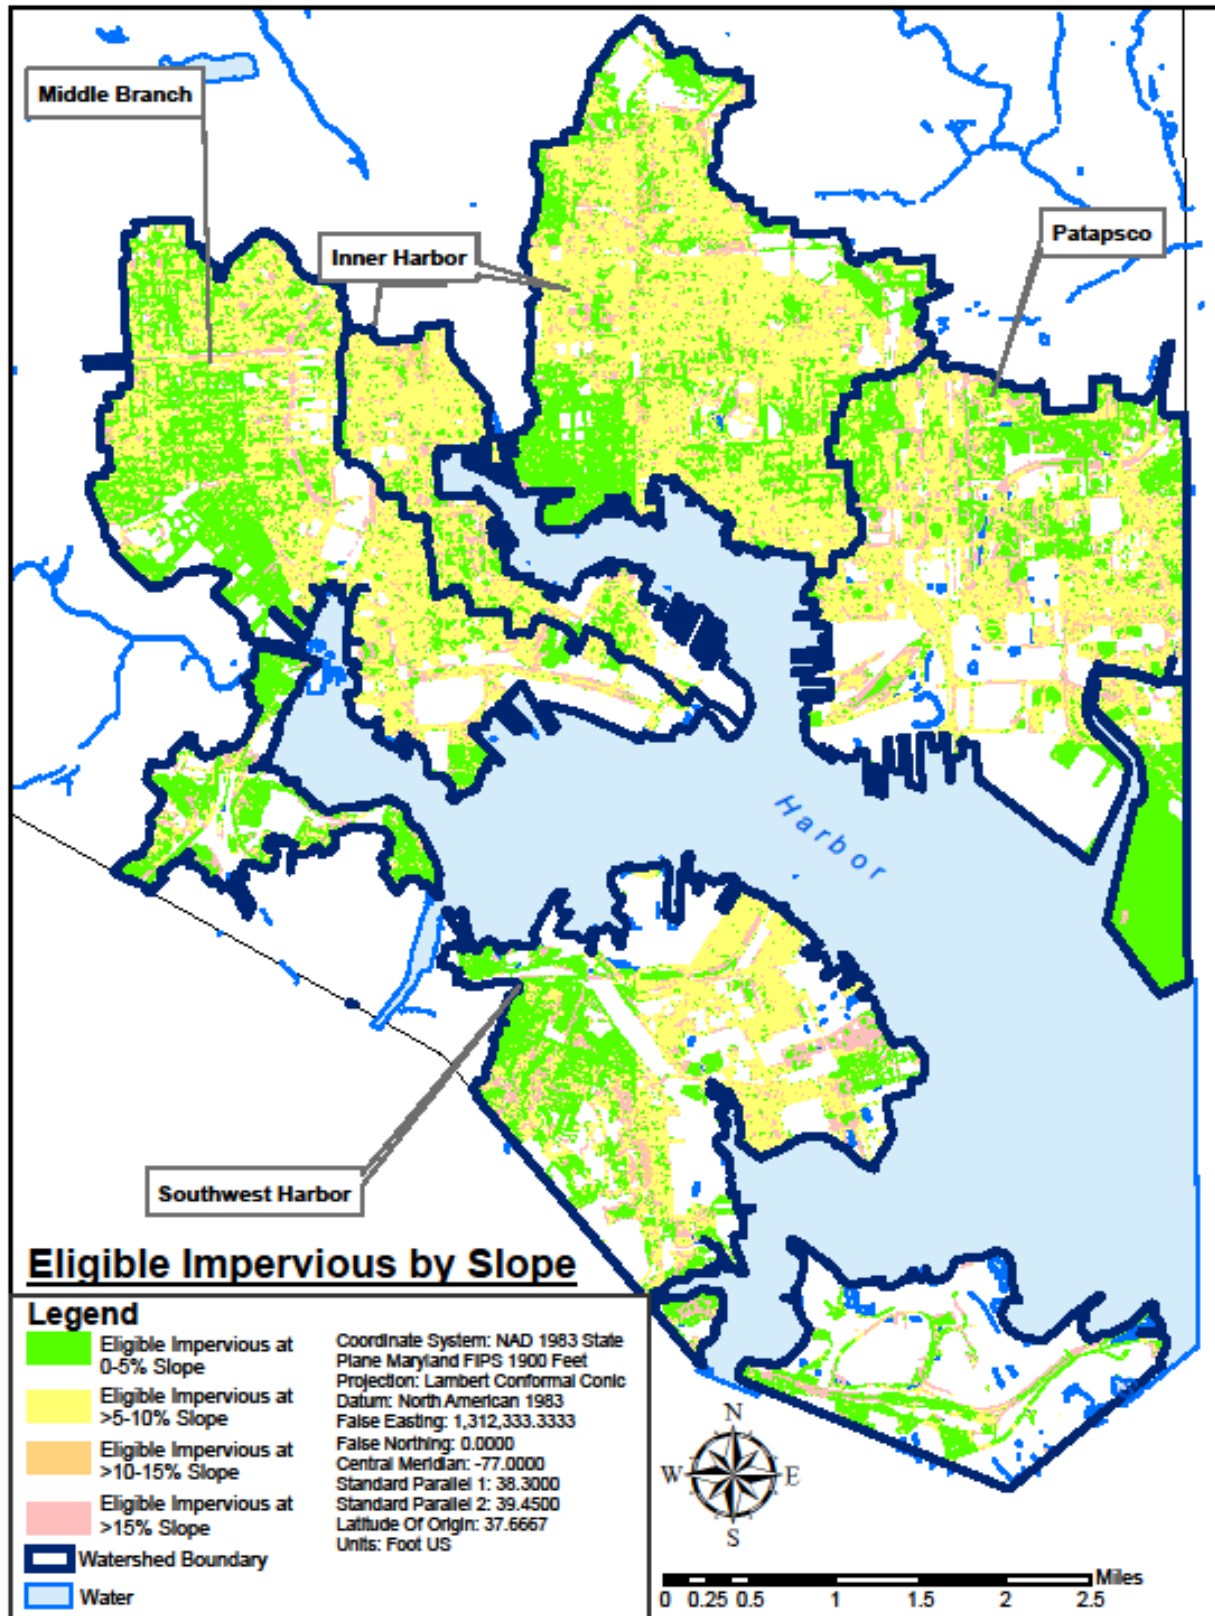 Middle Branch
Inner Harbor
Patapsco
Harbor
Southwest Harbor
Eligible Impervious by Slope
Legend
Eligible Impervious at
0-5% Slope
Eligible Impervious at
>5-10% Slope
Eligible Impervious at
>10-15% Slope
Eligible Impervious at
>15% Slope
Watershed Boundary
Water
Coordinate System: NAD 1983 State
Plane Maryland FIPS 1900 Feet
Projection: Lambert Conformal Conic
Datum: North American 1983
False Easting: 1,312,333.3333
False Northing: 0.0000
Central Meridian: -77.0000
Standard Parallel 1: 38.3000
Standard Parallel 2: 39.4500
Latitude Of Origin: 37.6667
Units: Foot US
N
W E
S
Miles
0 0.25 0.5 1 1.5 2 2.5